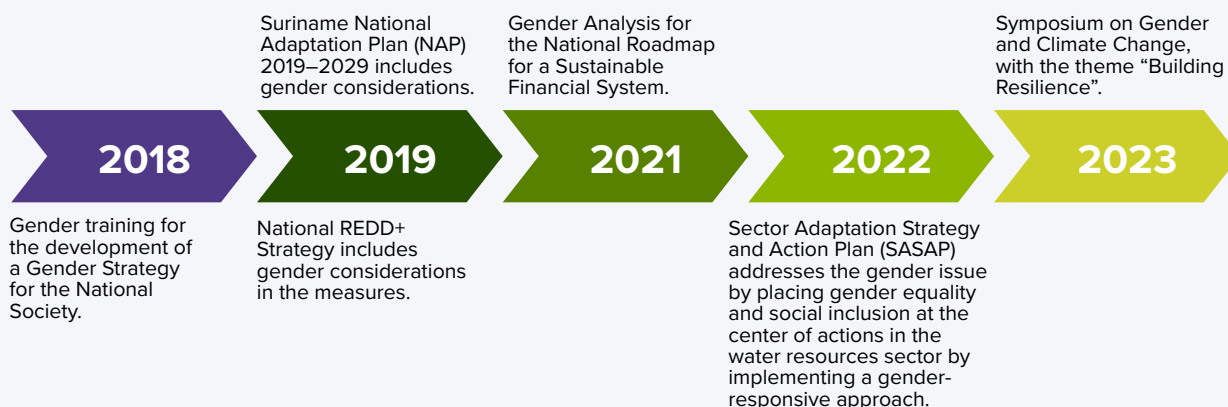 Suriname National
Adaptation Plan (NAP)
2019–2029 includes
gender considerations.
Gender Analysis for
the National Roadmap
for a Sustainable
Financial System.
Symposium on Gender
and Climate Change,
with the theme “Building
Resilience”.
2018
2019
2021
2022
2023
Gender training for
the development of
a Gender Strategy
for the National
Society.
National REDD+
Strategy includes
gender considerations
in the measures.
Sector Adaptation Strategy
and Action Plan (SASAP)
addresses the gender issue
by placing gender equality
and social inclusion at the
center of actions in the
water resources sector by
implementing a gender-
responsive approach.